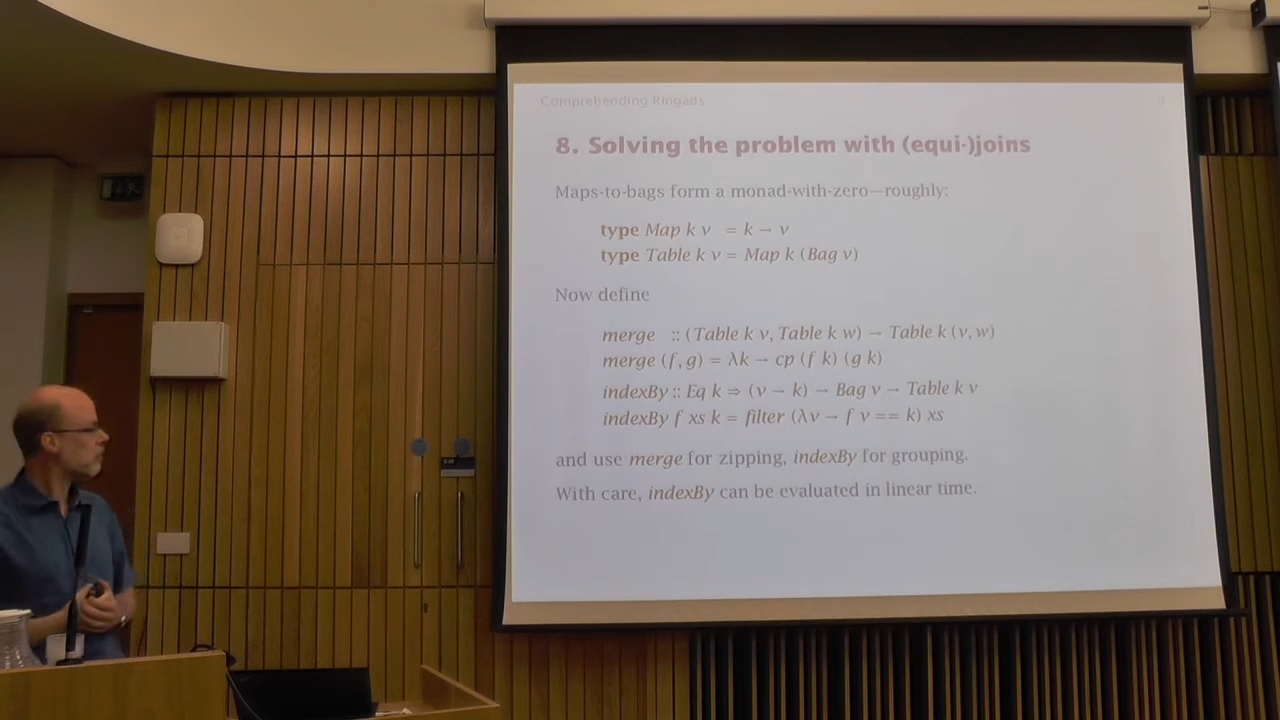 Comprehending Ringads
8. Solving the problem with (equi-)joins
Maps-to-bags form a monad-with-zero—roughly:
type Map k v = k → v
type Table k v = Map k (Bag v)
Now define
merge :: (Table k v, Table k w) → Table k (v, w)
merge (f, g) = λk → cp (f k) (g k)
indexBy :: Eq k ⇒ (v → k) → Bag v → Table k v
indexBy f xs k = filter (λv → f v == k) xs
and use merge for zipping, indexBy for grouping.
With care, indexBy can be evaluated in linear time.